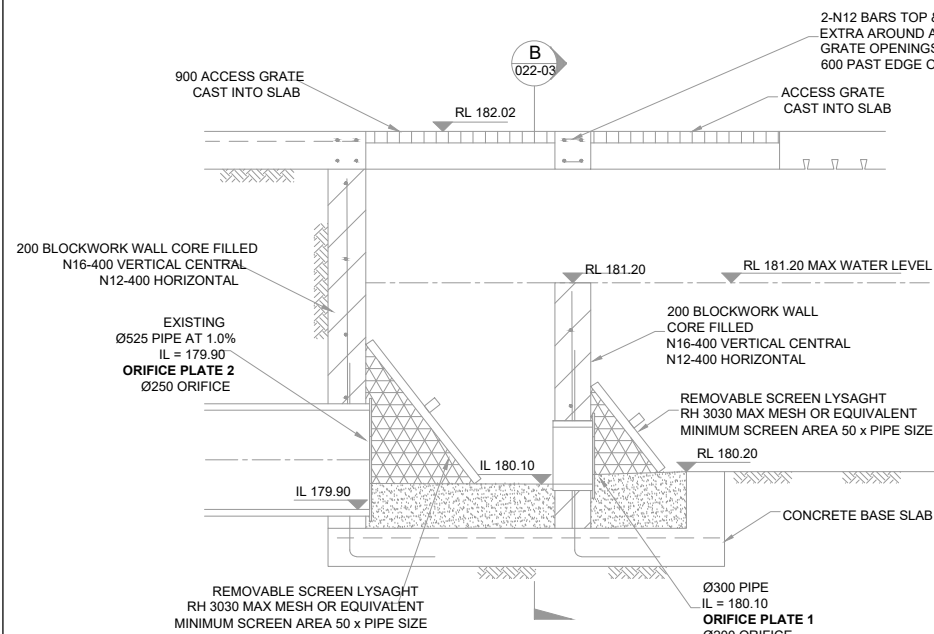 2-N12 BARS TOP &
EXTRA AROUND A
GRATE OPENINGS
600 PAST EDGE O
B
022-03
900 ACCESS GRATE
CAST INTO SLAB
RL 182.02
ACCESS GRATE
CAST INTO SLAB
200 BLOCKWORK WALL CORE FILLED
N16-400 VERTICAL CENTRAL
N12-400 HORIZONTAL
RL 181.20
RL 181.20 MAX WATER LEVEL
EXISTING
Ø525 PIPE AT 1.0%
IL = 179.90
ORIFICE PLATE 2
Ø250 ORIFICE
200 BLOCKWORK WALL
CORE FILLED
N16-400 VERTICAL CENTRAL
N12-400 HORIZONTAL
REMOVABLE SCREEN LYSAGHT
RH 3030 MAX MESH OR EQUIVALENT
MINIMUM SCREEN AREA 50 x PIPE SIZE
RL 180.20
IL 180.10
IL 179.90
CONCRETE BASE SLAB
REMOVABLE SCREEN LYSAGHT
RH 3030 MAX MESH OR EQUIVALENT
MINIMUM SCREEN AREA 50 x PIPE SIZE
Ø300 PIPE
IL = 180.10
ORIFICE PLATE 1
Ø200 ORIFICE